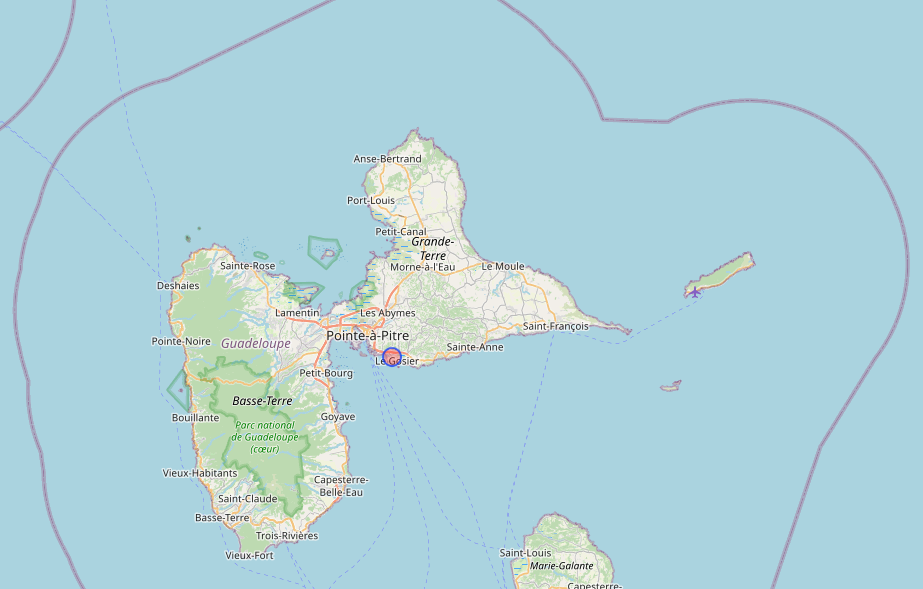 Anse-Bertrand
Port-Louis
Petit-Canal
Grande-
Terre
Morne-à-l'Eau
Le Moule
Sainte-Rose
Deshaies
Lamentin
Les Abymes
Saint-François
Pointe-à-Pitre
Pointe-Noire
Guadeloupe
Sainte-Anne
Le Gosier
Petit-Bourg
Basse-Terre
Bouillante
Goyave
Parc national
de Guadeloupe
(cœur)
Vieux-Habitants
Capesterre-
Belle-Eau
Saint-Claude
Basse-Terre
Trois-Rivières
Vieux-Fort
Saint-Louis
Marie-Galante
Capesterre-